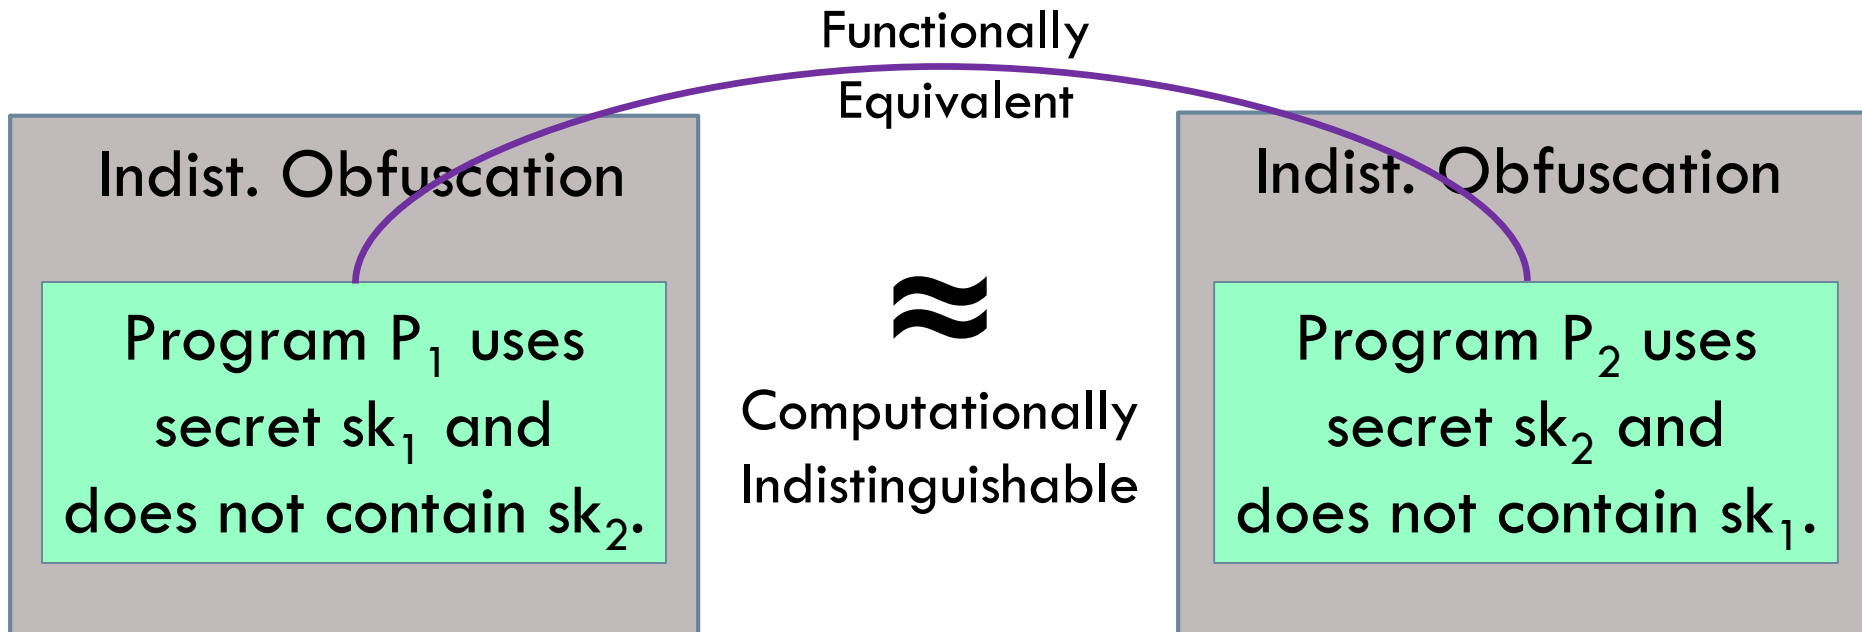 Functionally
Equivalent
Indist. Obfuscation
Program P₁ uses
secret sk₁ and
does not contain sk₂.
≈
Computationally
Indistinguishable
Indist. Obfuscation
Program P₂ uses
secret sk₂ and
does not contain sk₁.